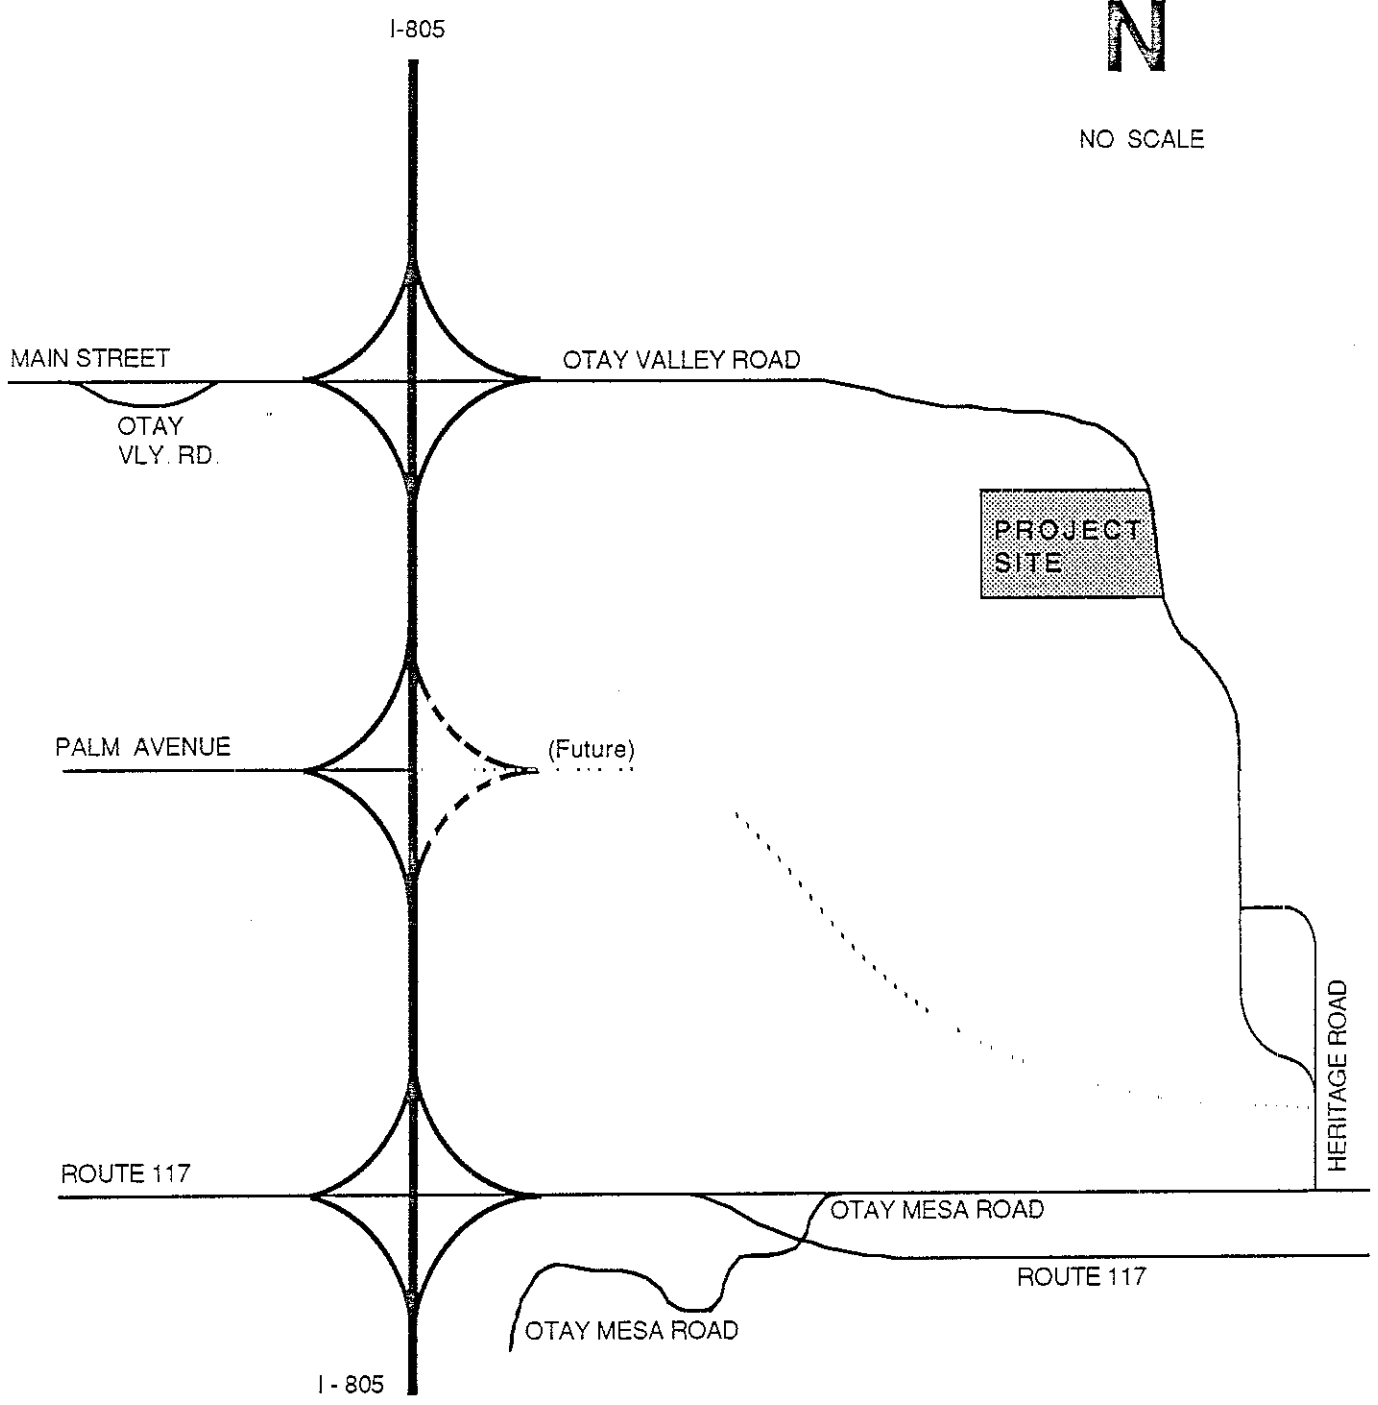 I-805
N
NO SCALE
MAIN STREET
OTAY VALLEY ROAD
OTAY
VLY. RD.
PROJECT
SITE
PALM AVENUE
(Future)
HERITAGE ROAD
ROUTE 117
OTAY MESA ROAD
ROUTE 117
OTAY MESA ROAD
I - 805